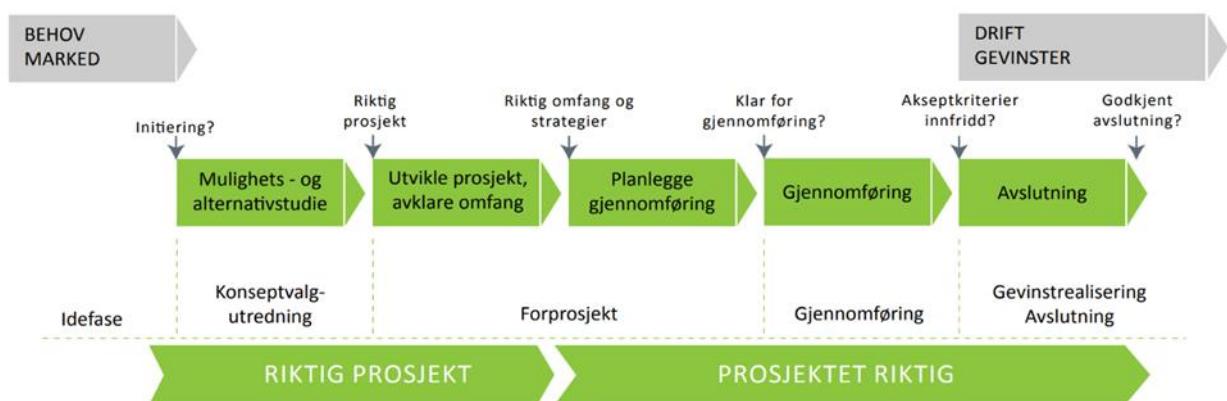 BEHOV
MARKED
DRIFT
GEVINSTER
Initiering?
Riktig
prosjekt
Riktig omfang og
strategier
Klar for
gjennomføring?
Akseptkriterier
innfridd?
Godkjent
avslutning?
Mulighets - og
alternativstudie
Utvikle prosjekt,
avklare omfang
Planlegge
gjennomføring
Gjennomføring
Avslutning
Idefase
Konseptvalg-
utredning
Forprosjekt
Gjennomføring
Gevinstrealisering
Avslutning
RIKTIG PROSJEKT
PROSJEKTET RIKTIG